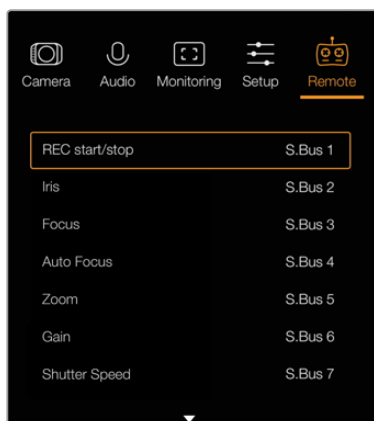 Camera Audio Monitoring Setup Remote
REC start/stop S.Bus 1
Iris S.Bus 2
Focus S.Bus 3
Auto Focus S.Bus 4
Zoom S.Bus 5
Gain S.Bus 6
Shutter Speed S.Bus 7